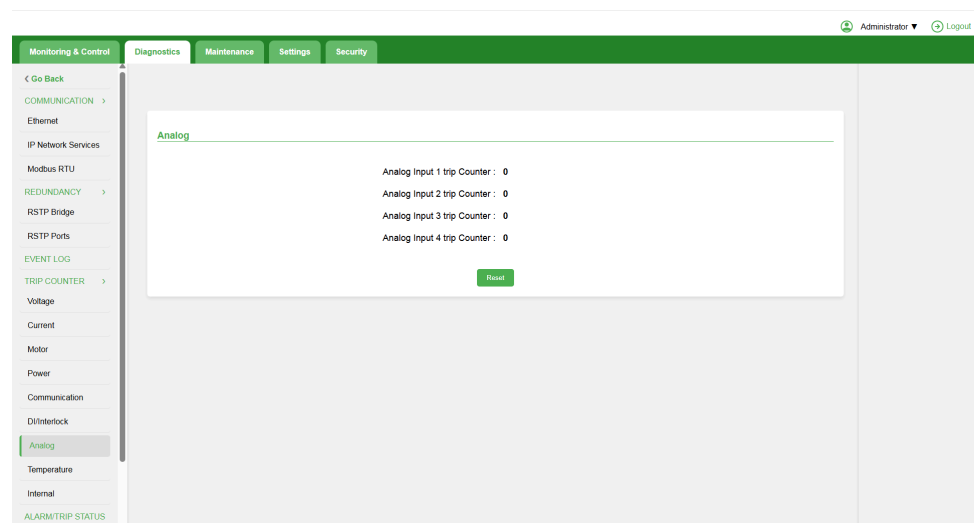 Administrator ▼ Logout
Monitoring & Control Diagnostics Maintenance Settings Security
Go Back
COMMUNICATION
Ethernet
IP Network Services
Modbus RTU
REDUNDANCY
RSTP Bridge
RSTP Ports
EVENT LOG
TRIP COUNTER
Voltage
Current
Motor
Power
Communication
DI/Interlock
Analog
Temperature
Internal
ALARM/TRIP STATUS
Analog
Analog Input 1 trip Counter : 0
Analog Input 2 trip Counter : 0
Analog Input 3 trip Counter : 0
Analog Input 4 trip Counter : 0
Reset